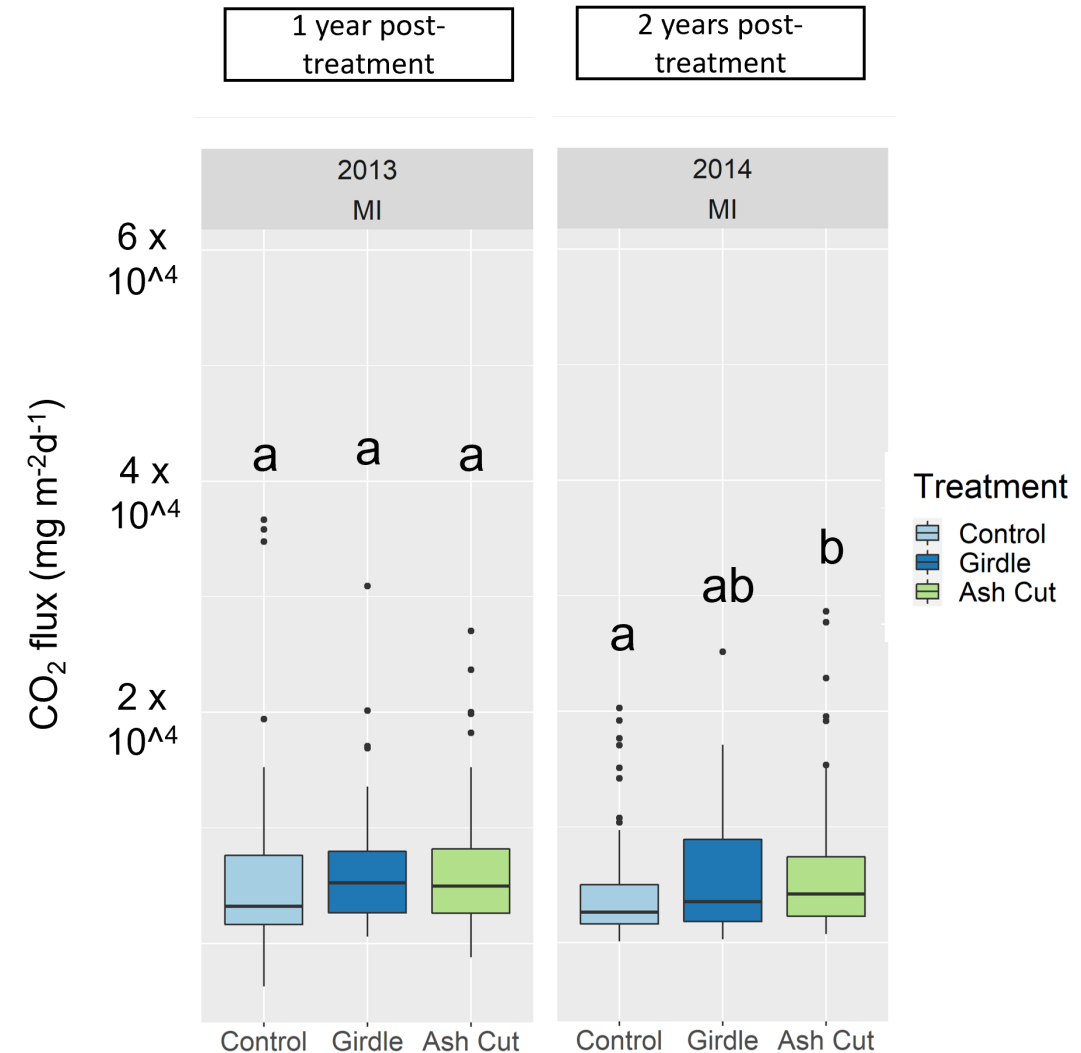 1 year post-
treatment
2 years post-
treatment
2013
MI
2014
MI
CO₂ flux (mg m⁻²d⁻¹)
6 x
10^4
4 x
10^4
2 x
10^4
a a a
a ab b
Treatment
Control
Girdle
Ash Cut
Control Girdle Ash Cut
Control Girdle Ash Cut